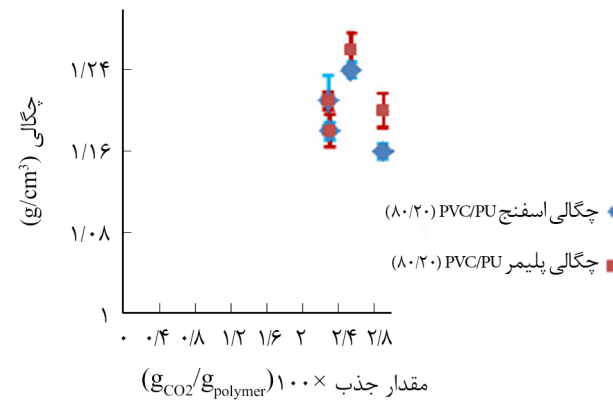 ۱/۲۴
۱/۱۶
۱/۰۸
۱
چگالی (g/cm³)
۰ ۰/۴ ۰/۸ ۱/۲ ۱/۶ ۲ ۲/۴ ۲/۸
مقدار جذب ×۱۰۰(gCO2/gpolymer)
چگالی اسفنج PVC/PU (۸۰/۲۰)
چگالی پلیمر PVC/PU (۸۰/۲۰)